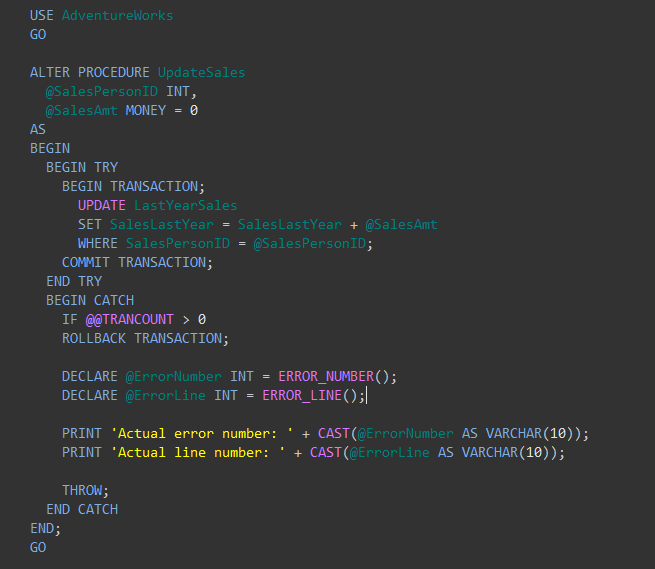 USE AdventureWorks
GO
ALTER PROCEDURE UpdateSales
@SalesPersonID INT,
@SalesAmt MONEY = 0
AS
BEGIN
BEGIN TRY
BEGIN TRANSACTION;
UPDATE LastYearSales
SET SalesLastYear = SalesLastYear + @SalesAmt
WHERE SalesPersonID = @SalesPersonID;
COMMIT TRANSACTION;
END TRY
BEGIN CATCH
IF @@TRANCOUNT > 0
ROLLBACK TRANSACTION;
DECLARE @ErrorNumber INT = ERROR_NUMBER();
DECLARE @ErrorLine INT = ERROR_LINE();
PRINT 'Actual error number: ' + CAST(@ErrorNumber AS VARCHAR(10));
PRINT 'Actual line number: ' + CAST(@ErrorLine AS VARCHAR(10));
THROW;
END CATCH
END;
GO